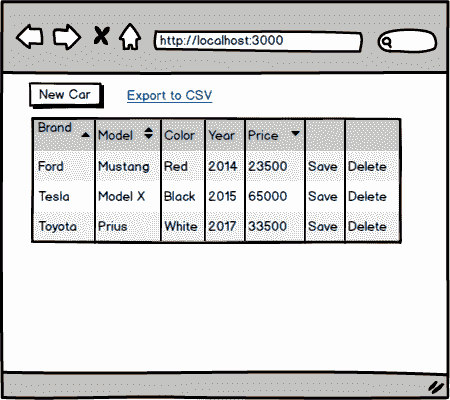 http://localhost:3000
New Car Export to CSV
Brand Model Color Year Price
Ford Mustang Red 2014 23500 Save Delete
Tesla Model X Black 2015 65000 Save Delete
Toyota Prius White 2017 33500 Save Delete